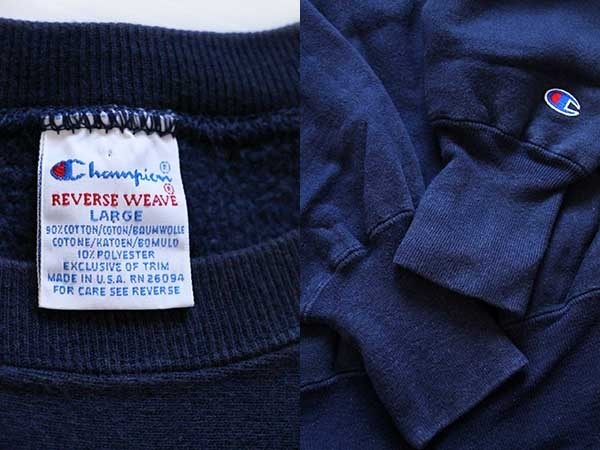 Champion®
REVERSE WEAVE®
LARGE
90% COTTON/COTON/BAUMWOLLE
COTONE/KATOEN/BOMULD
10% POLYESTER
EXCLUSIVE OF TRIM
MADE IN U.S.A. RN 26094
FOR CARE SEE REVERSE